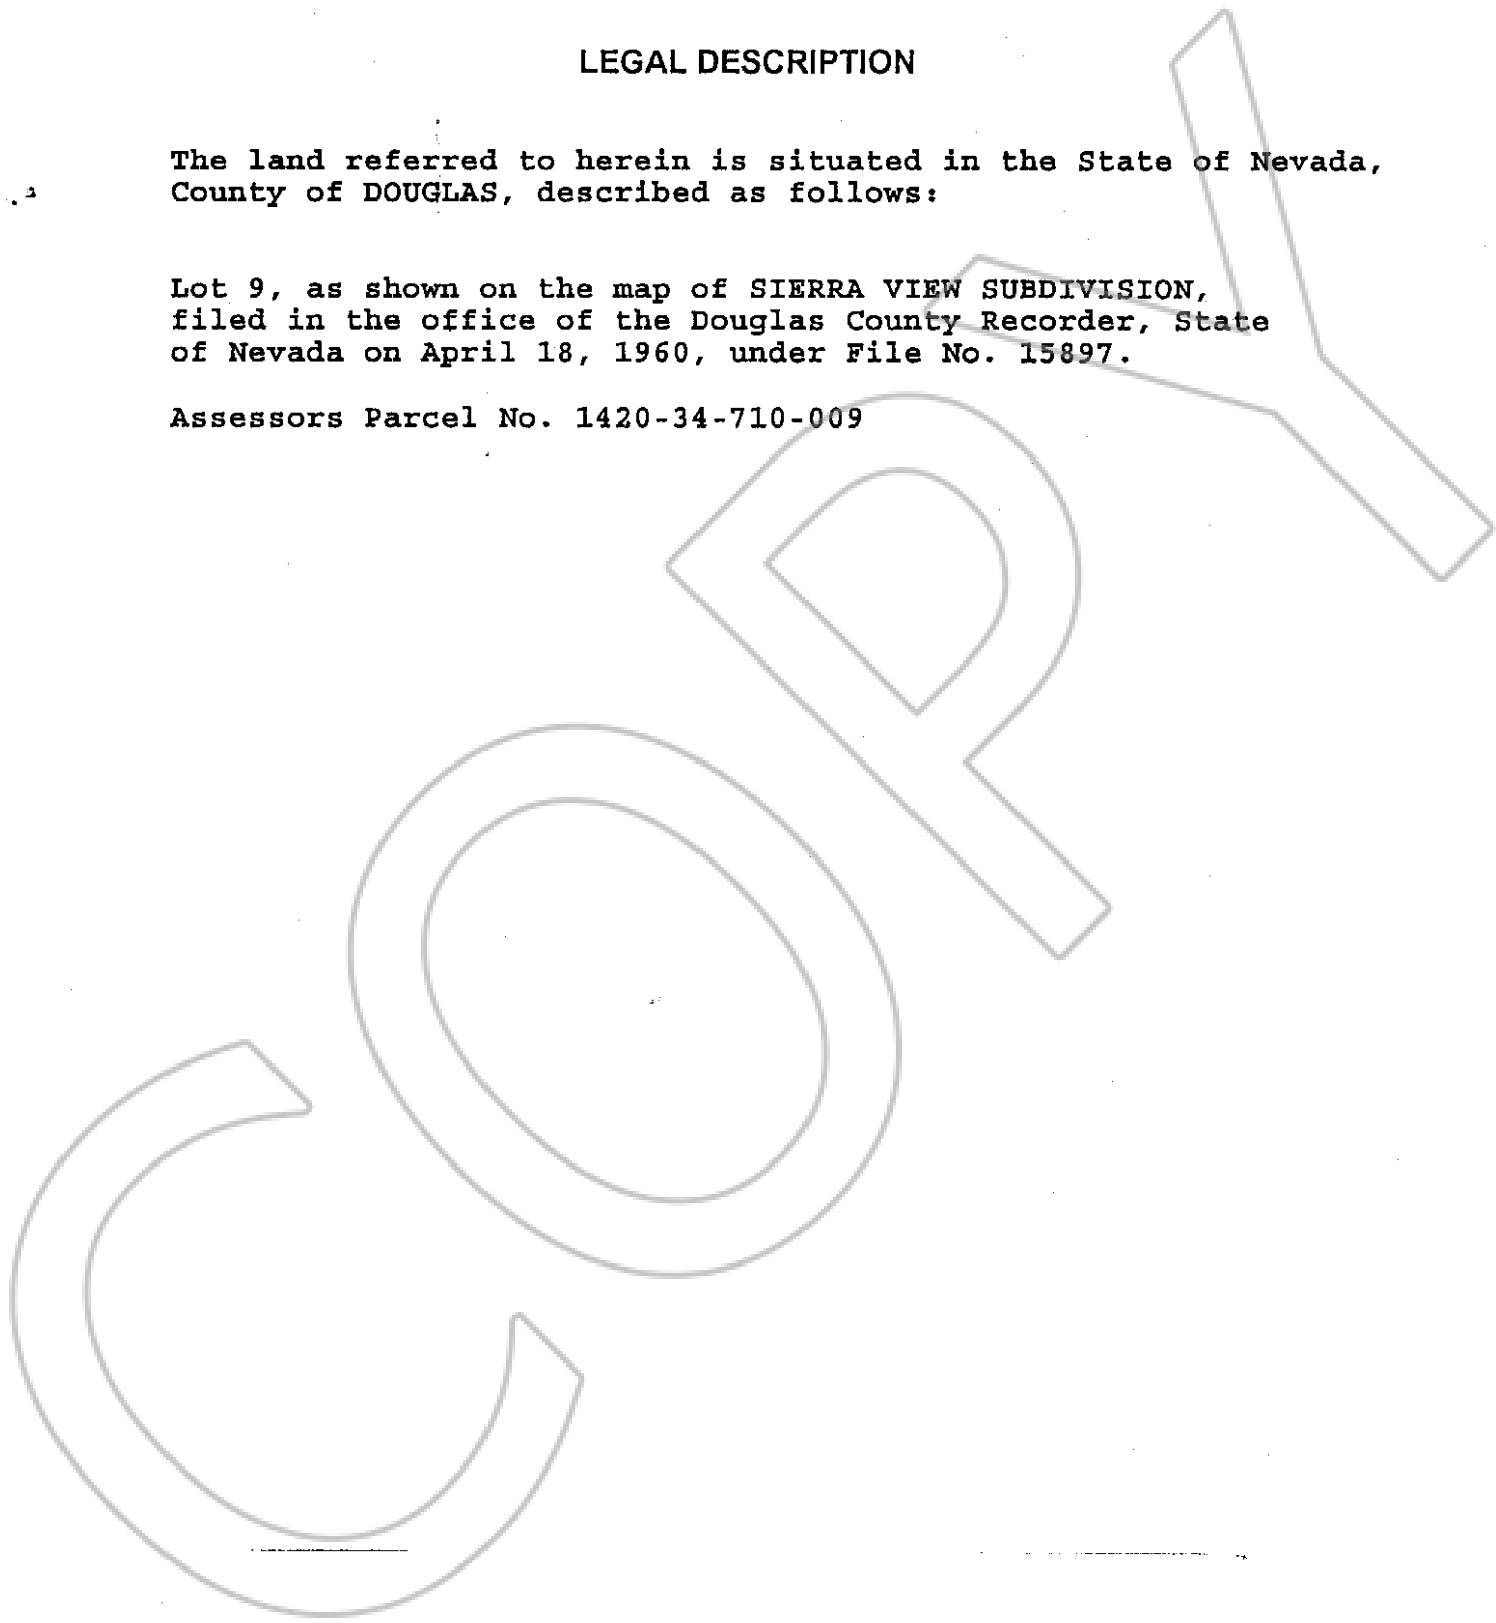 LEGAL DESCRIPTION
The land referred to herein is situated in the State of Nevada,
County of DOUGLAS, described as follows:
Lot 9, as shown on the map of SIERRA VIEW SUBDIVISION,
filed in the office of the Douglas County Recorder, State
of Nevada on April 18, 1960, under File No. 15897.
Assessors Parcel No. 1420-34-710-009
COPY